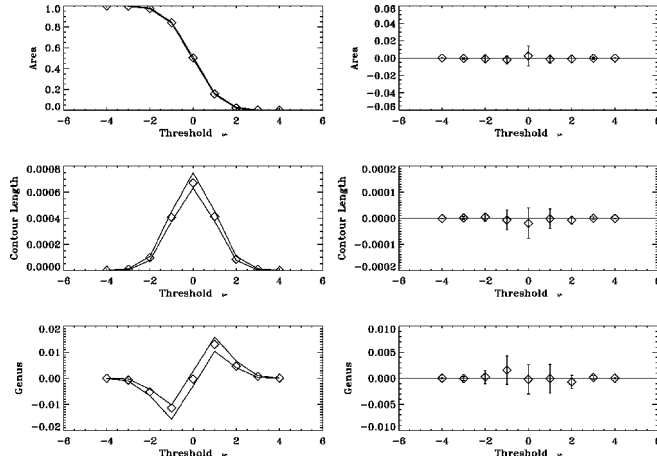 1.0
0.8
0.6
0.4
0.2
0.0
Area
-6 -4 -2 0 2 4 6
Threshold ν
0.06
0.04
0.02
0.00
-0.02
-0.04
-0.06
Area
-6 -4 -2 0 2 4 6
Threshold ν
0.0008
0.0006
0.0004
0.0002
0.0000
Contour Length
-6 -4 -2 0 2 4 6
Threshold ν
0.0002
0.0001
0.0000
-0.0001
-0.0002
Contour Length
-6 -4 -2 0 2 4 6
Threshold ν
0.02
0.01
0.00
-0.01
-0.02
Genus
-6 -4 -2 0 2 4 6
Threshold ν
0.010
0.005
0.000
-0.005
-0.010
Genus
-6 -4 -2 0 2 4 6
Threshold ν